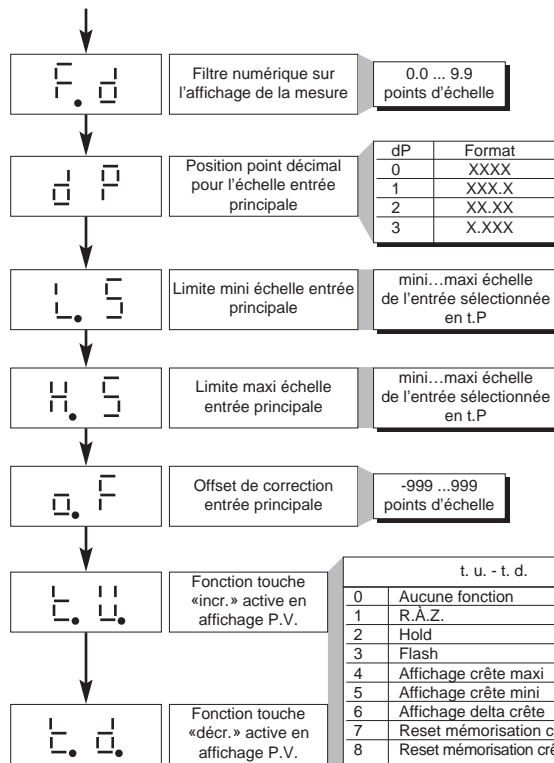 F. d
Filtre numérique sur
l'affichage de la mesure
0.0 ... 9.9
points d'échelle
d P
Position point décimal
pour l'échelle entrée
principale
dP Format
0 XXXX
1 XXX.X
2 XX.XX
3 X.XXX
L. S
Limite mini échelle entrée
principale
mini...maxi échelle
de l'entrée sélectionnée
en t.P
H. S
Limite maxi échelle
entrée principale
mini...maxi échelle
de l'entrée sélectionnée
en t.P
o. F
Offset de correction
entrée principale
-999 ...999
points d'échelle
t. U.
Fonction touche
«incr.» active en
affichage P.V.
t. u. - t. d.
0 Aucune fonction
1 R.À.Z.
2 Hold
3 Flash
4 Affichage crête maxi
5 Affichage crête mini
6 Affichage delta crête
7 Reset mémorisation
8 Reset mémorisation
t. d.
Fonction touche
«décr.» active en
affichage P.V.